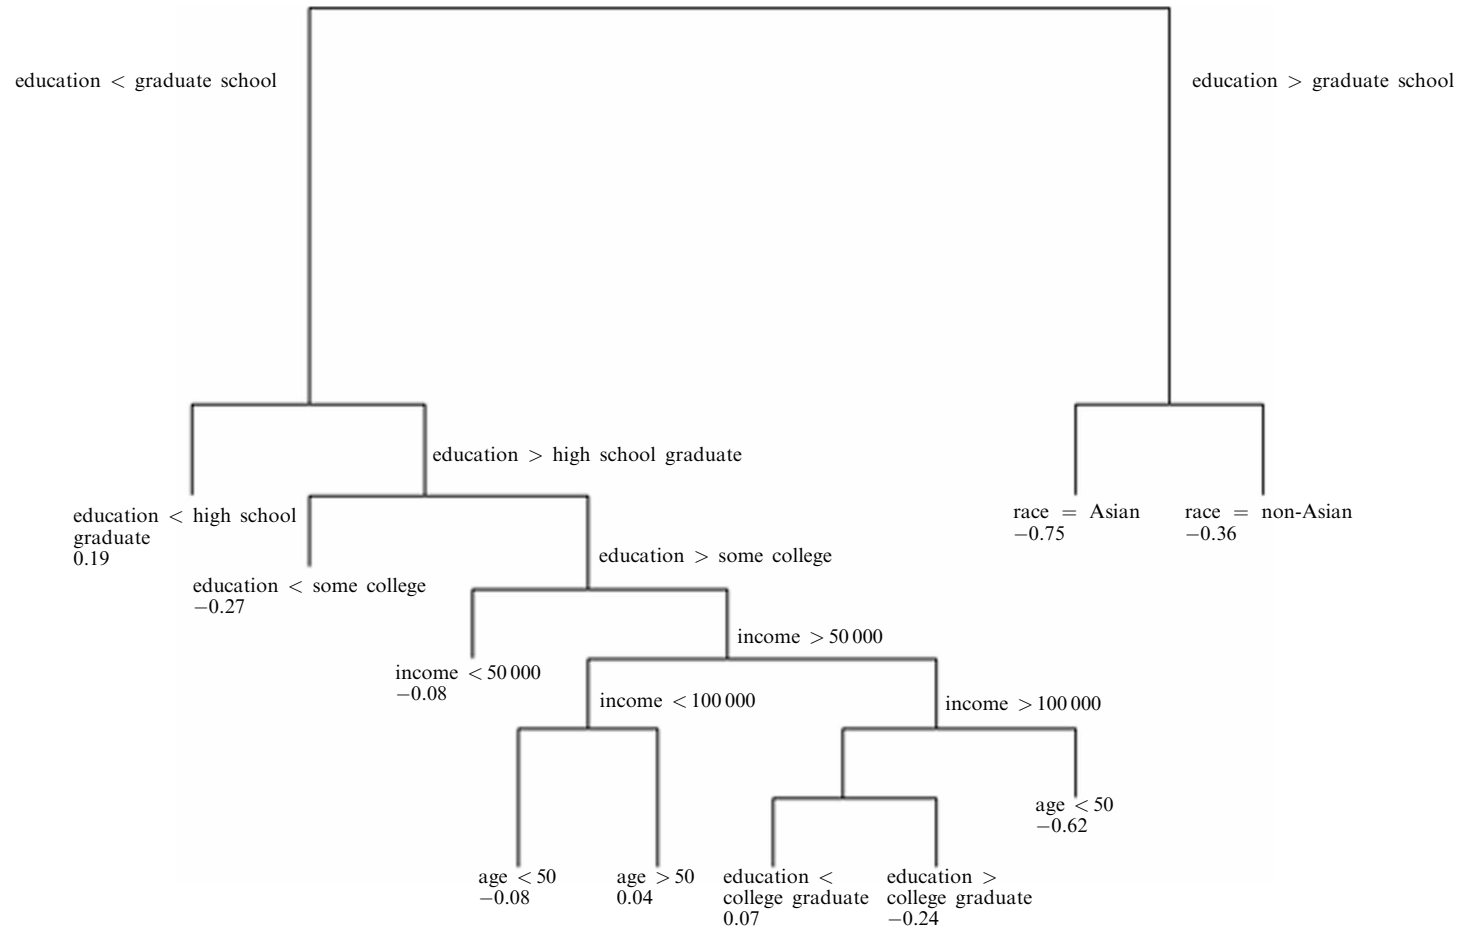 education < graduate school
education > graduate school
education > high school graduate
education < high school
graduate
0.19
race = Asian
−0.75
race = non-Asian
−0.36
education > some college
education < some college
−0.27
income > 50 000
income < 50 000
−0.08
income < 100 000
income > 100 000
age < 50
−0.62
age < 50
−0.08
age > 50
0.04
education <
college graduate
0.07
education >
college graduate
−0.24